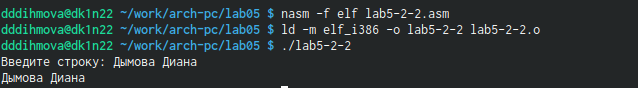 dddihmova@dk1n22 ~/work/arch-pc/lab05 $ nasm -f elf lab5-2-2.asm
dddihmova@dk1n22 ~/work/arch-pc/lab05 $ ld -m elf_i386 -o lab5-2-2 lab5-2-2.o
dddihmova@dk1n22 ~/work/arch-pc/lab05 $ ./lab5-2-2
Введите строку: Дымова Диана
Дымова Диана